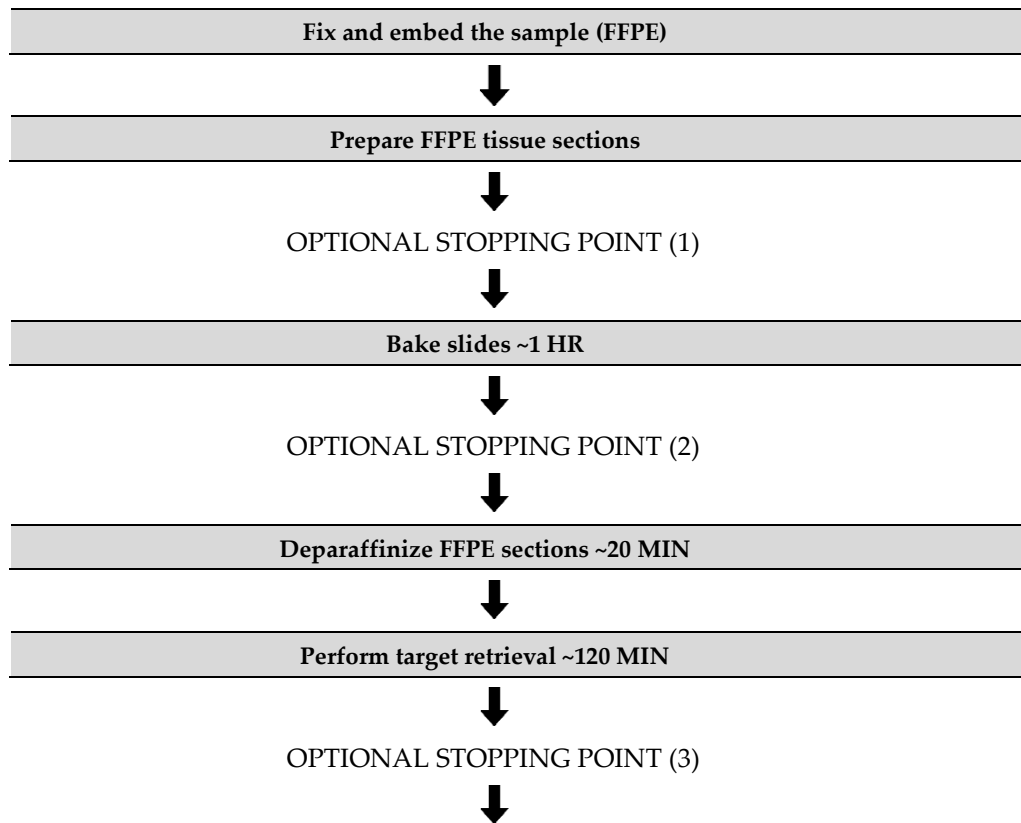 Fix and embed the sample (FFPE)
Prepare FFPE tissue sections
OPTIONAL STOPPING POINT (1)
Bake slides ~1 HR
OPTIONAL STOPPING POINT (2)
Deparaffinize FFPE sections ~20 MIN
Perform target retrieval ~120 MIN
OPTIONAL STOPPING POINT (3)